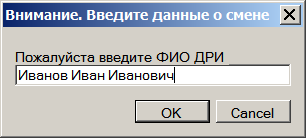 Внимание. Введите данные о смене
Пожалуйста введите ФИО ДРИ
Иванов Иван Иванович
OK Cancel